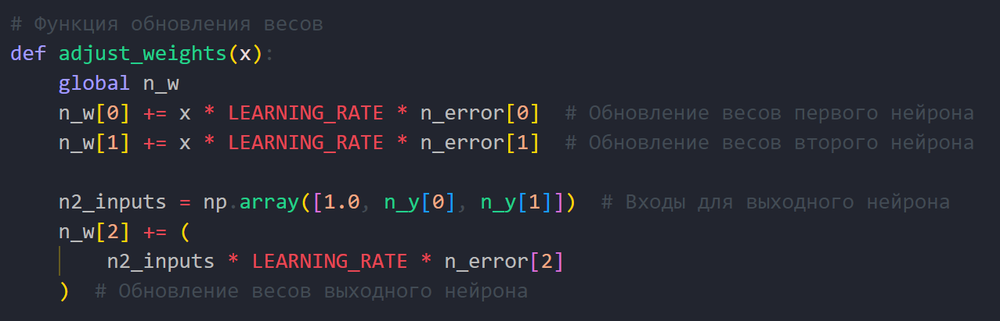 # Функция обновления весов
def adjust_weights(x):
    global n_w
    n_w[0] += x * LEARNING_RATE * n_error[0]  # Обновление весов первого нейрона
    n_w[1] += x * LEARNING_RATE * n_error[1]  # Обновление весов второго нейрона

    n2_inputs = np.array([1.0, n_y[0], n_y[1]])  # Входы для выходного нейрона
    n_w[2] += (
        n2_inputs * LEARNING_RATE * n_error[2]
    )  # Обновление весов выходного нейрона